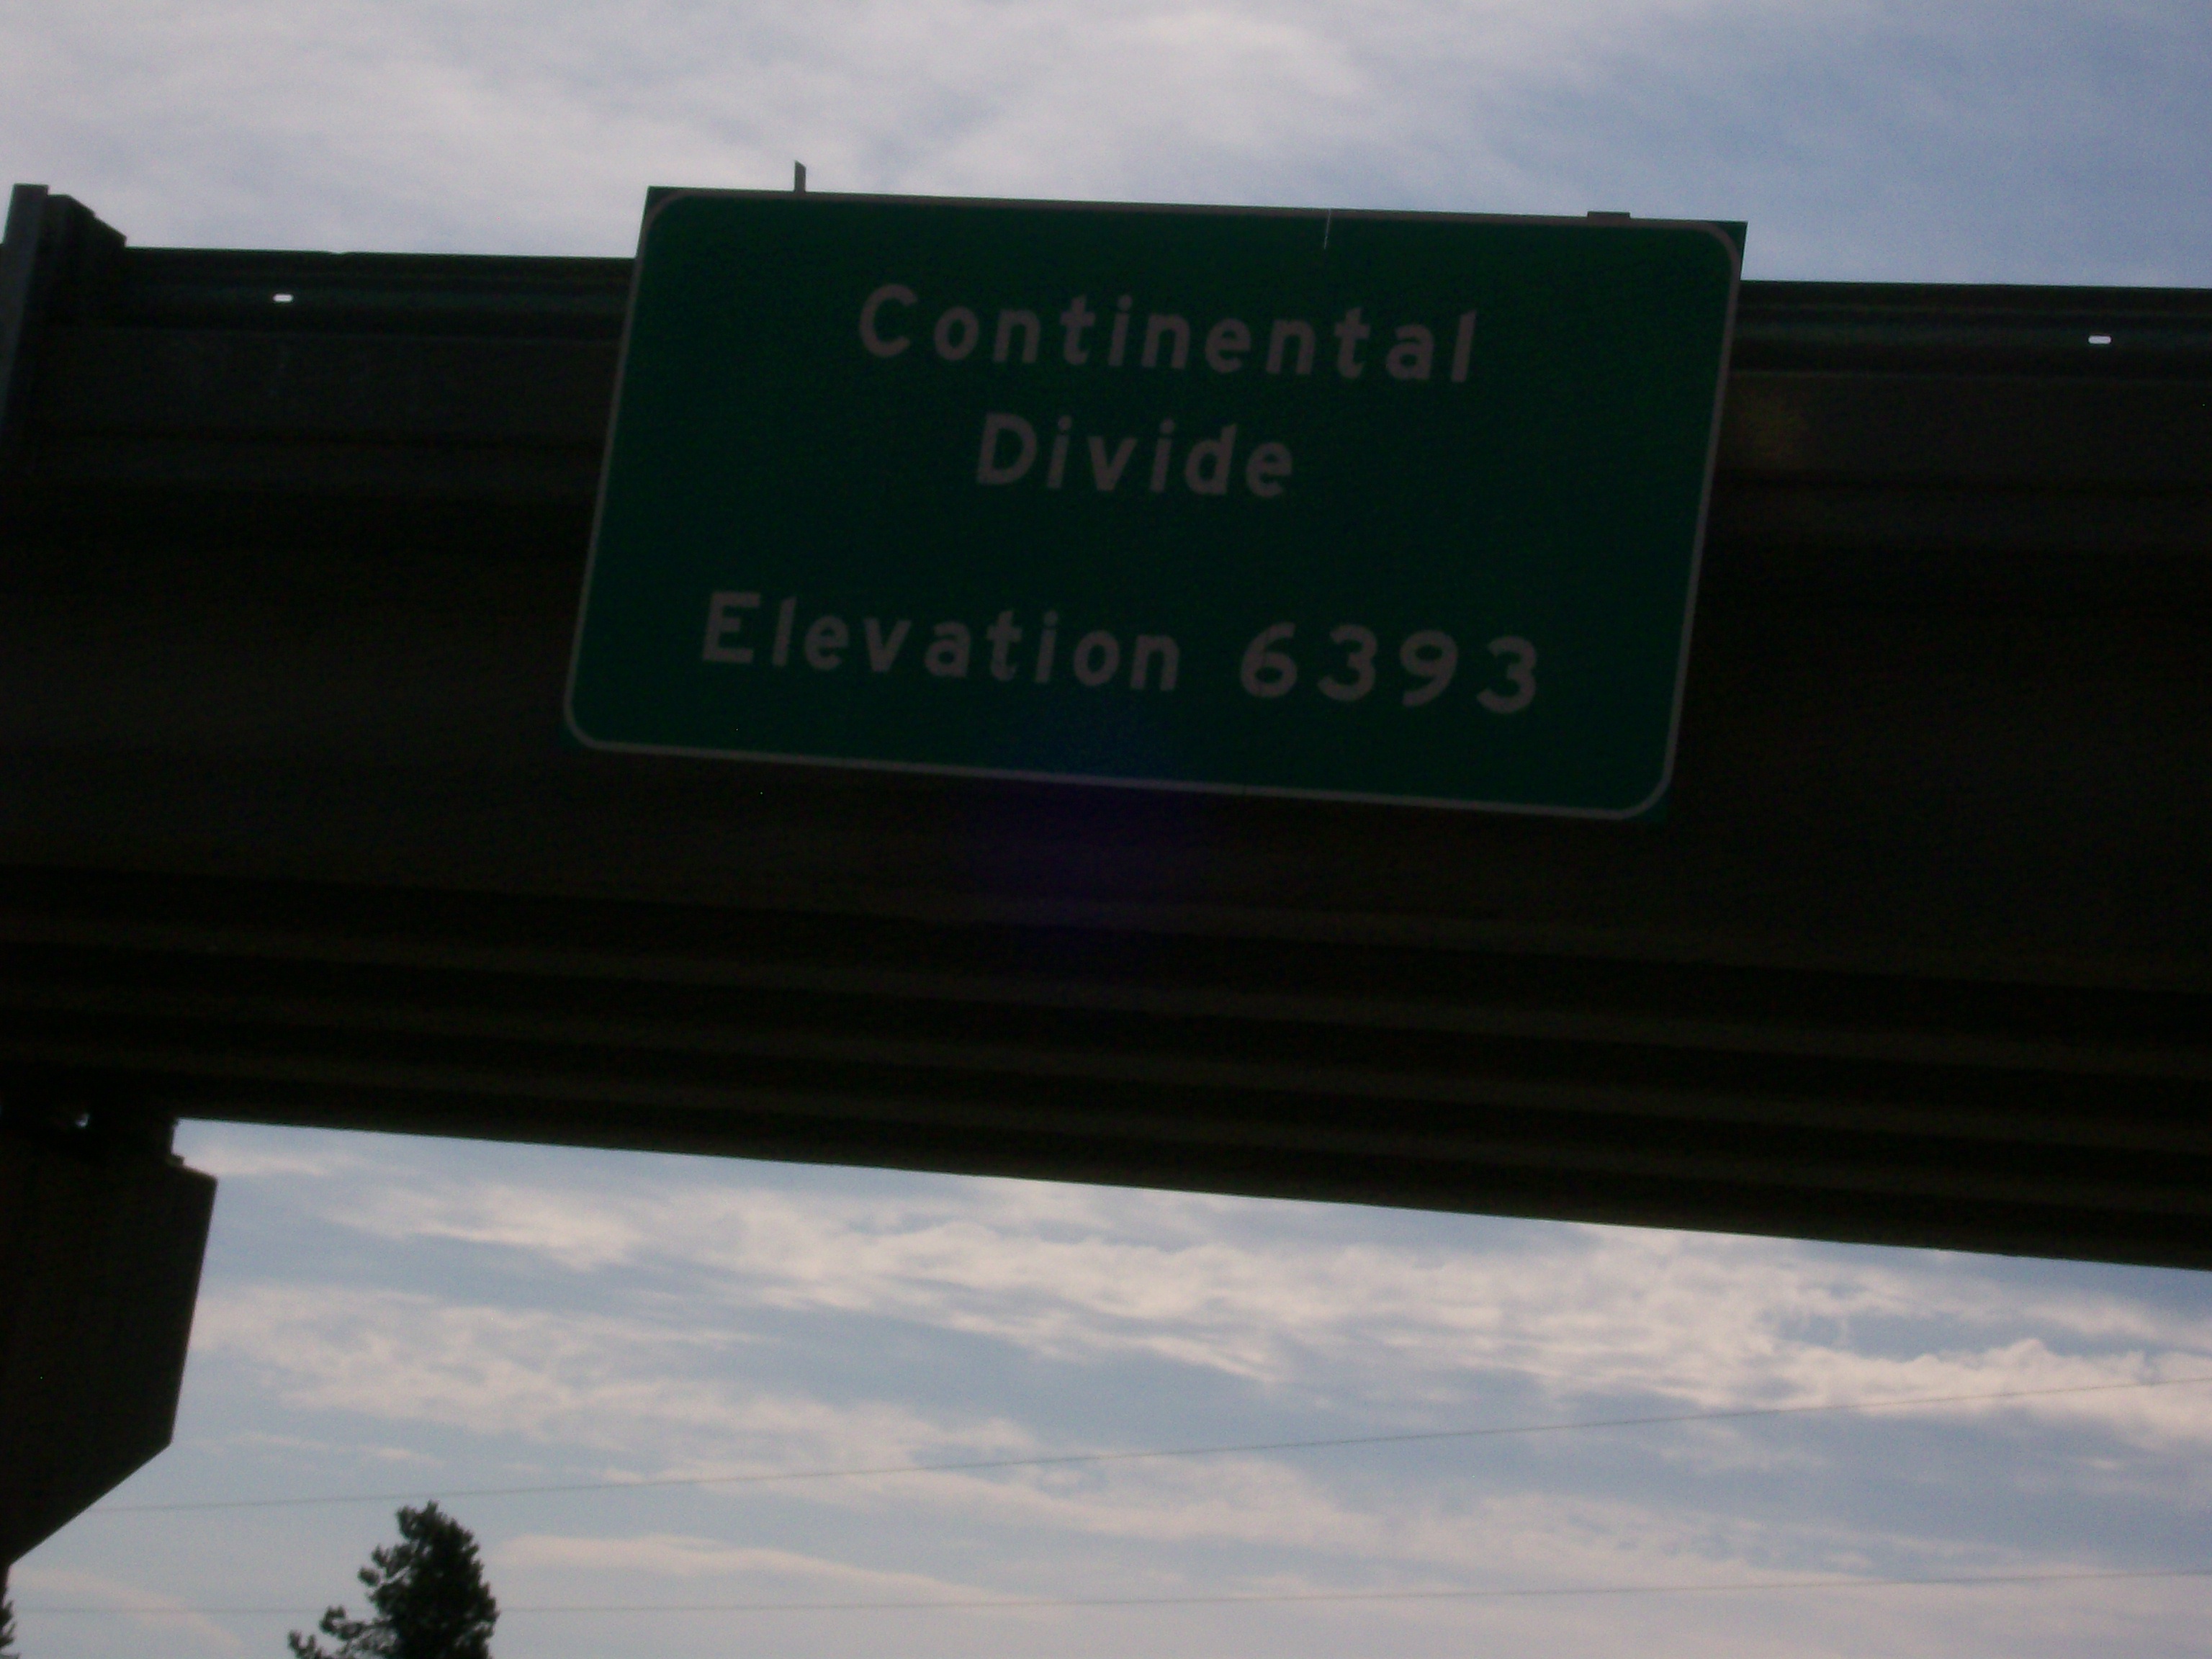 Continental
Divide
Elevation 6393